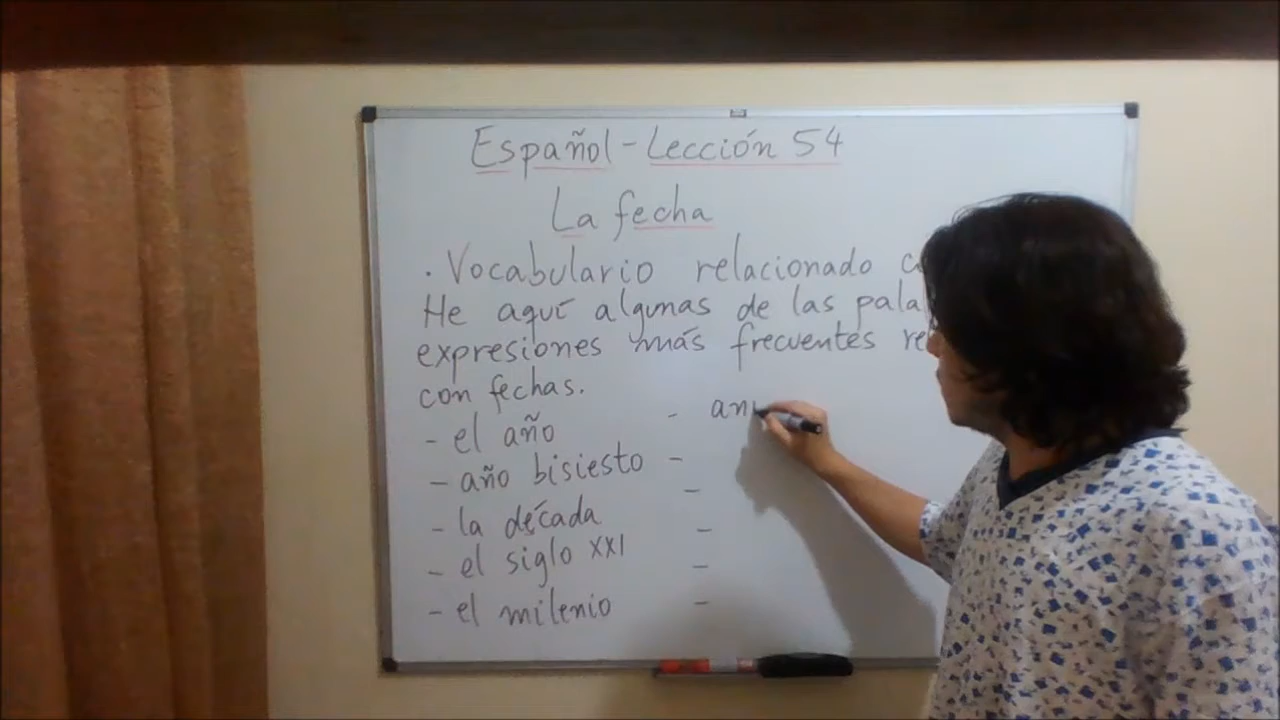 Español - Lección 54
La fecha
. Vocabulario relacionado
He aquí algunas de las
expresiones más frecuentes
con fechas.
- el año
- año bisiesto
- la década
- el siglo XXI
- el milenio
-
-
-
-
-
-